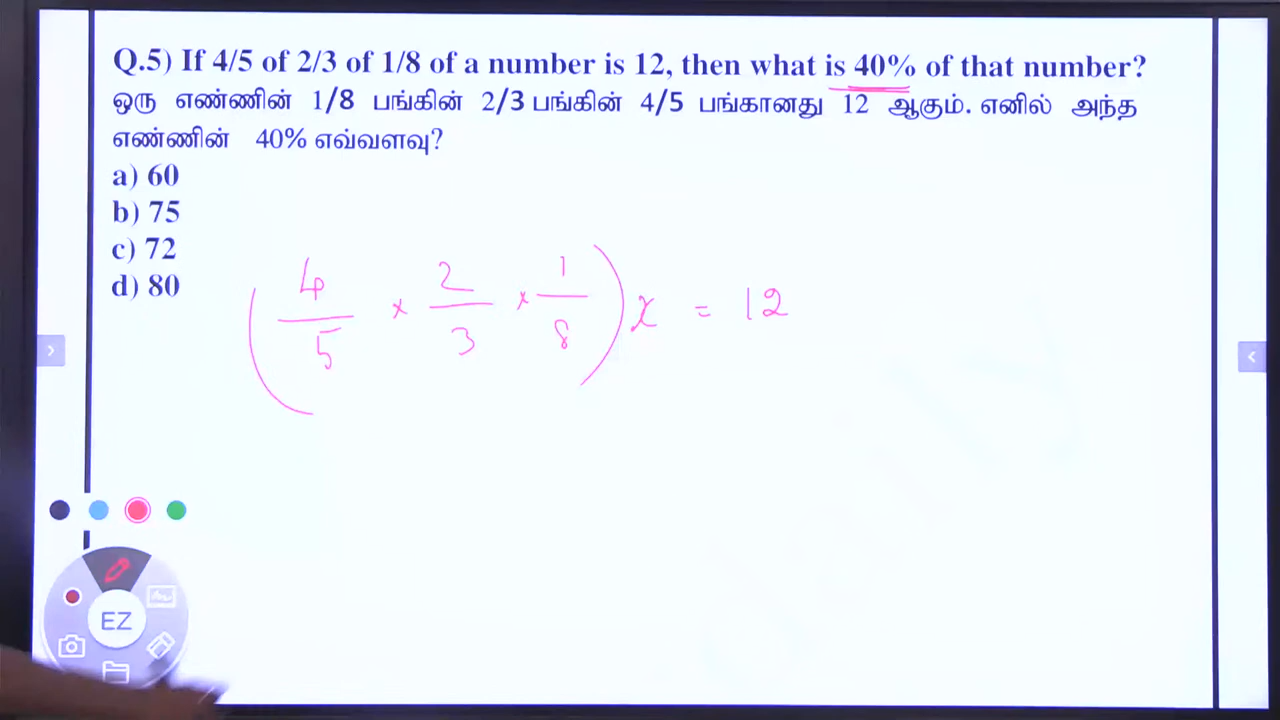 Q.5) If 4/5 of 2/3 of 1/8 of a number is 12, then what is 40% of that number?
ஒரு எண்ணின் 1/8 பங்கின் 2/3 பங்கின் 4/5 பங்கானது 12 ஆகும். எனில் அந்த
எண்ணின் 40% எவ்வளவு?
a) 60
b) 75
c) 72
d) 80
(4/5 × 2/3 × 1/8) x = 12
EZ